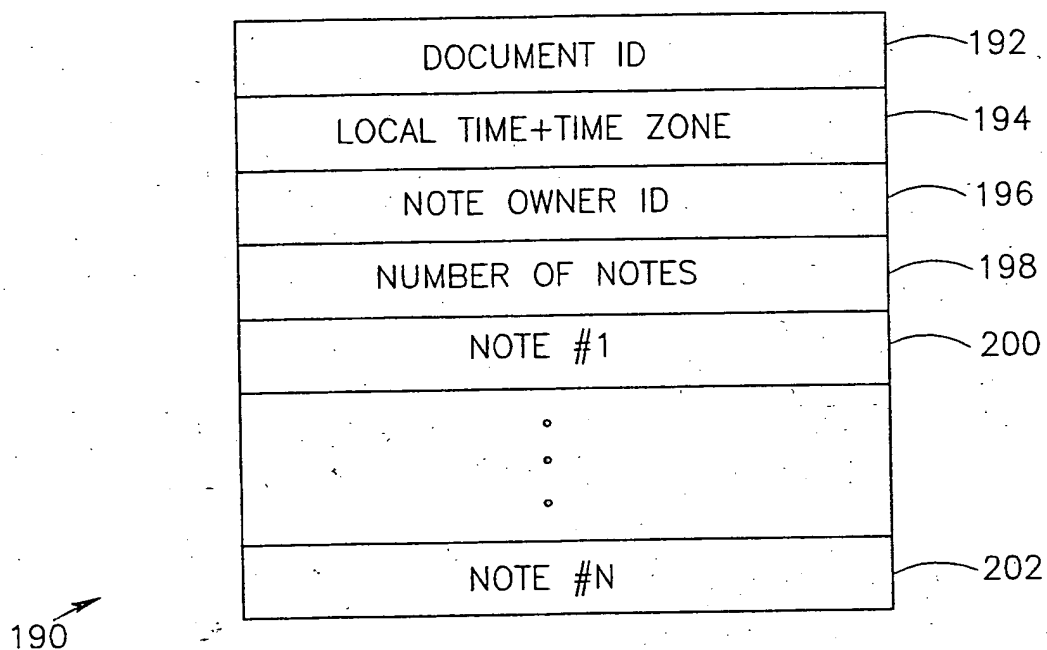 DOCUMENT ID 192
LOCAL TIME+TIME ZONE 194
NOTE OWNER ID 196
NUMBER OF NOTES 198
NOTE #1 200
NOTE #N 202
190